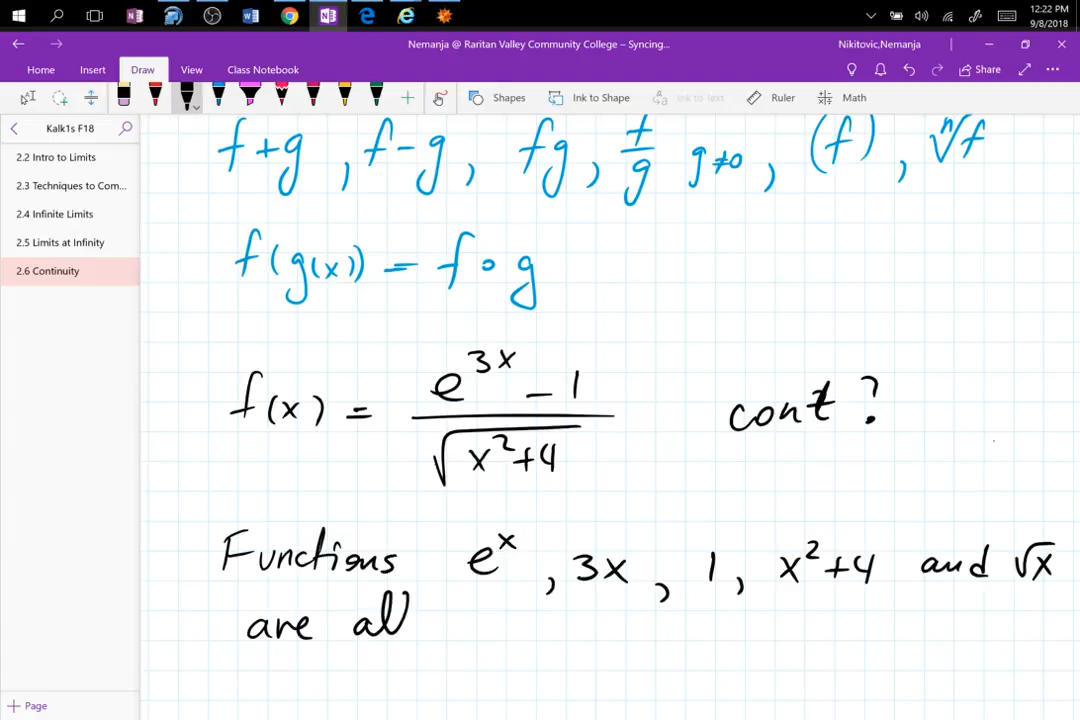 12:22 PM
9/8/2018
Nemanja @ Raritan Valley Community College – Syncing...
Nikitovic,Nemanja
Home Insert Draw View Class Notebook Share
Shapes Ink to Shape Ink to Text Ruler Math
Kalk1s F18
2.2 Intro to Limits
2.3 Techniques to Com...
2.4 Infinite Limits
2.5 Limits at Infinity
2.6 Continuity
Page
f+g, f-g, fg, f/g g≠0, (f), ⁿ√f
f(g(x)) = f∘g
f(x) = (e^{3x} - 1)/√(x²+4) cont?
Functions e^x, 3x, 1, x²+4 and √x
are all